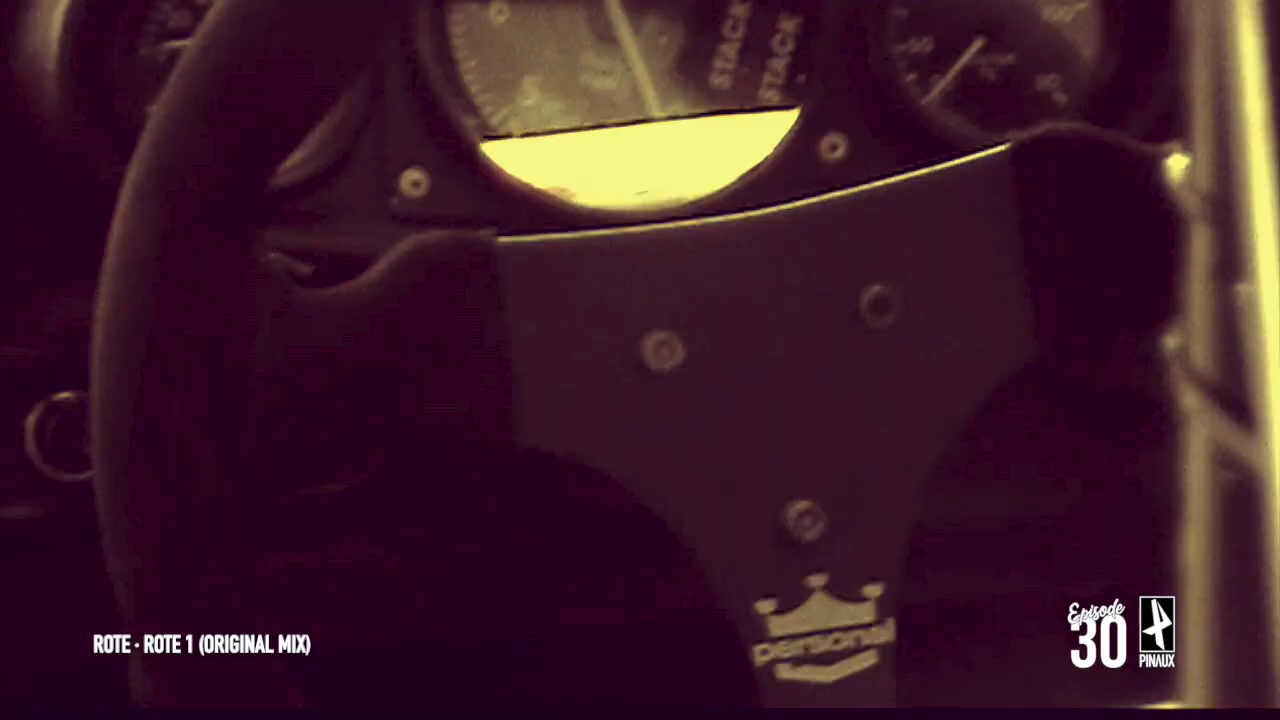 STACK
STACK
personal
ROTE · ROTE 1 (ORIGINAL MIX)
Episode
30
PINAUX